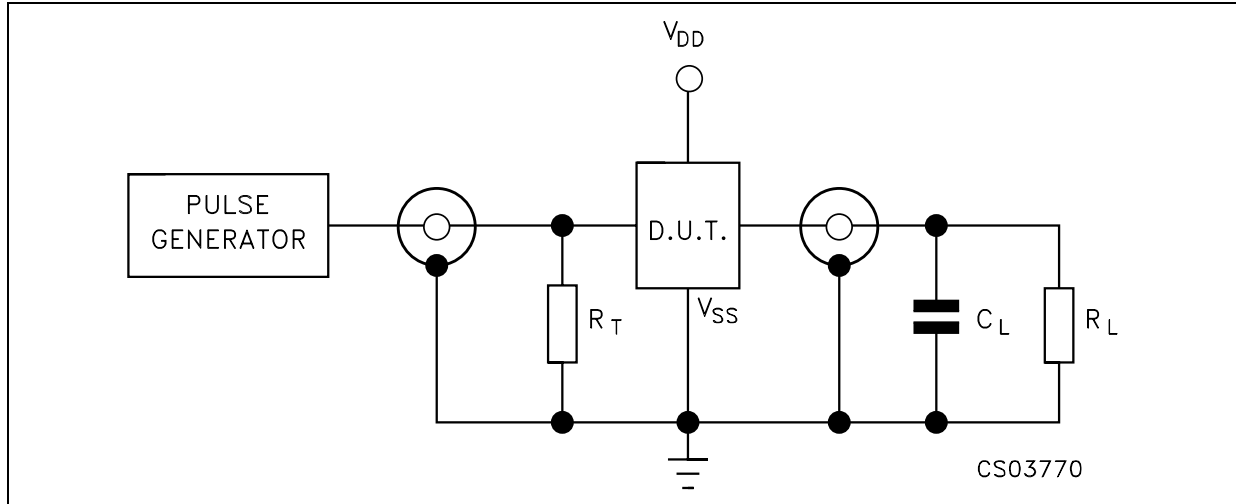 VDD
PULSE
GENERATOR
D.U.T.
VSS
RT
CL
RL
CS03770